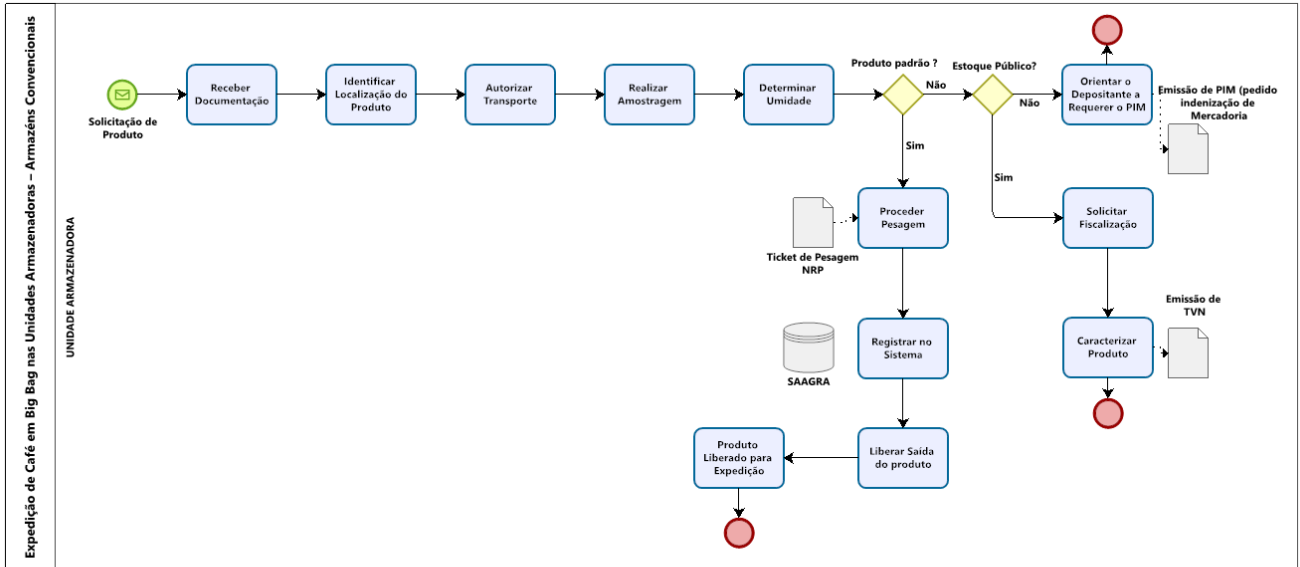 Expedição de Café em Big Bag nas Unidades Armazenadoras – Armazéns Convencionais
UNIDADE ARMAZENADORA
Solicitação de
Produto
Receber
Documentação
Identificar
Localização do
Produto
Autorizar
Transporte
Realizar
Amostragem
Determinar
Umidade
Produto padrão ?
Não
Sim
Estoque Público?
Não
Sim
Orientar o
Depositante a
Requerer o PIM
Emissão de PIM (pedido
indenização de
Mercadoria
Proceder
Pesagem
Ticket de Pesagem
NRP
Solicitar
Fiscalização
Registrar no
Sistema
SAAGRA
Caracterizar
Produto
Emissão de
TVN
Liberar Saída
do produto
Produto
Liberado para
Expedição